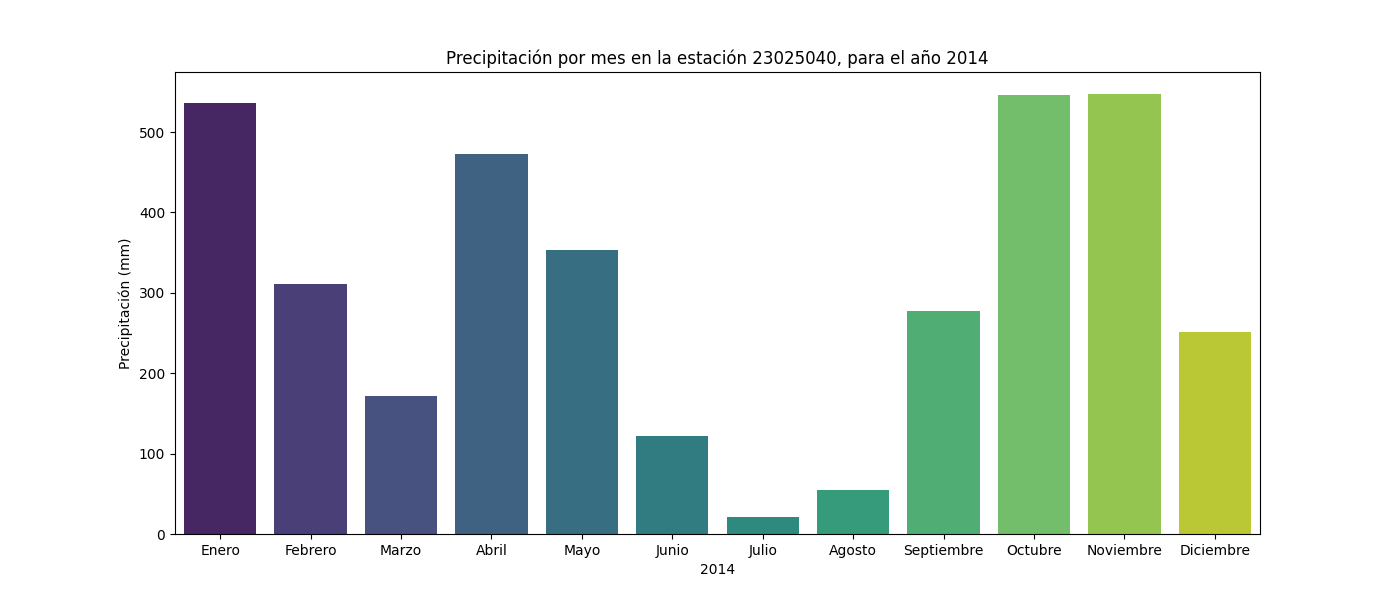 Precipitación por mes en la estación 23025040, para el año 2014
Precipitación (mm)
500
400
300
200
100
0
Enero Febrero Marzo Abril Mayo Junio Julio Agosto Septiembre Octubre Noviembre Diciembre
2014